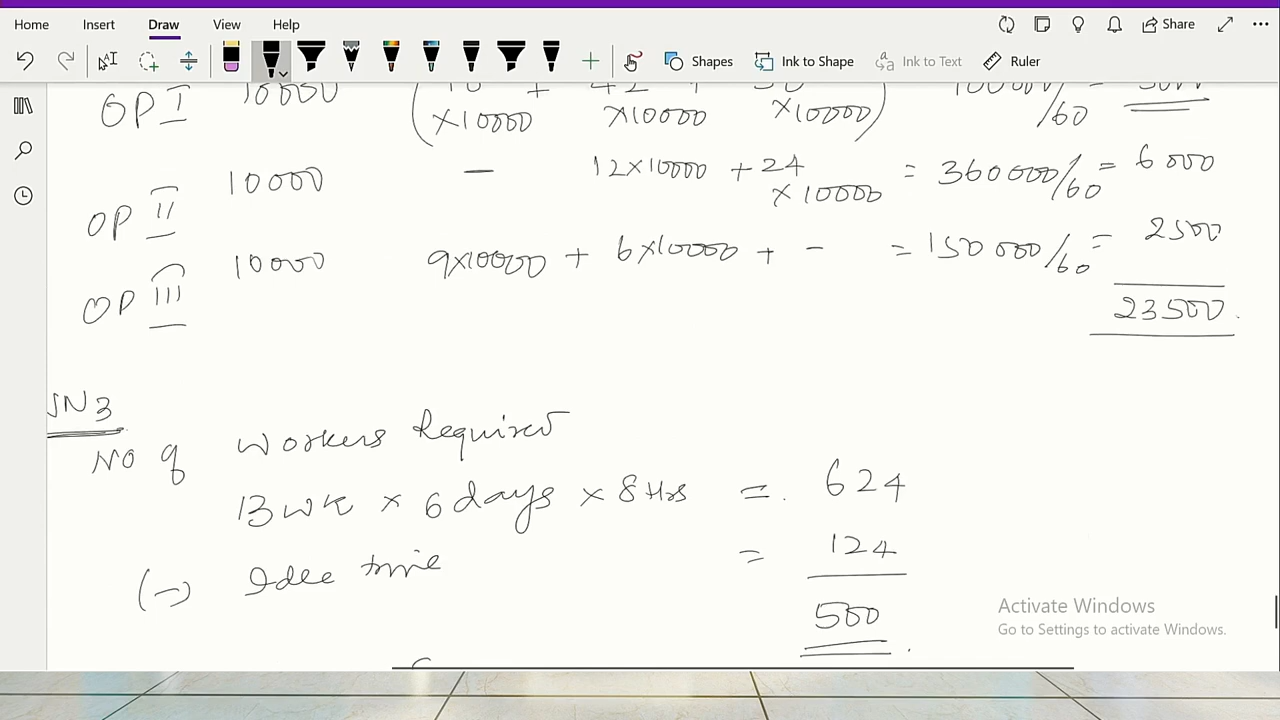 Home Insert Draw View Help Share
Shapes Ink to Shape Ink to Text Ruler
OP I 10000 ( + + ) /60
×10000 ×10000 ×10000
OP II 10000 — 12×10000 + 24 ×10000 = 360000/60 = 6000
OP III 10000 9×10000 + 6×10000 + - = 150000/60 = 2500
23500.
No of Workers Required
13 wk × 6 days × 8 Hrs = 624
(-) Idle time = 124
500
Activate Windows
Go to Settings to activate Windows.